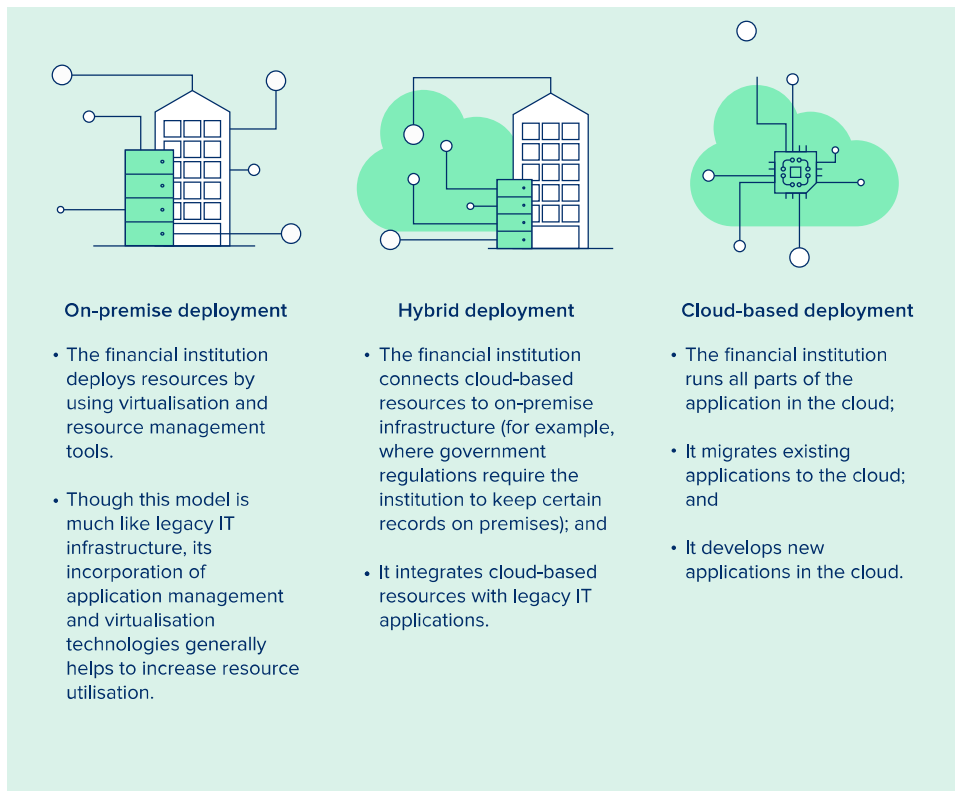 On-premise deployment
• The financial institution
deploys resources by
using virtualisation and
resource management
tools.
• Though this model is
much like legacy IT
infrastructure, its
incorporation of
application management
and virtualisation
technologies generally
helps to increase resource
utilisation.
Hybrid deployment
• The financial institution
connects cloud-based
resources to on-premise
infrastructure (for example,
where government
regulations require the
institution to keep certain
records on premises); and
• It integrates cloud-based
resources with legacy IT
applications.
Cloud-based deployment
• The financial institution
runs all parts of the
application in the cloud;
• It migrates existing
applications to the cloud;
and
• It develops new
applications in the cloud.